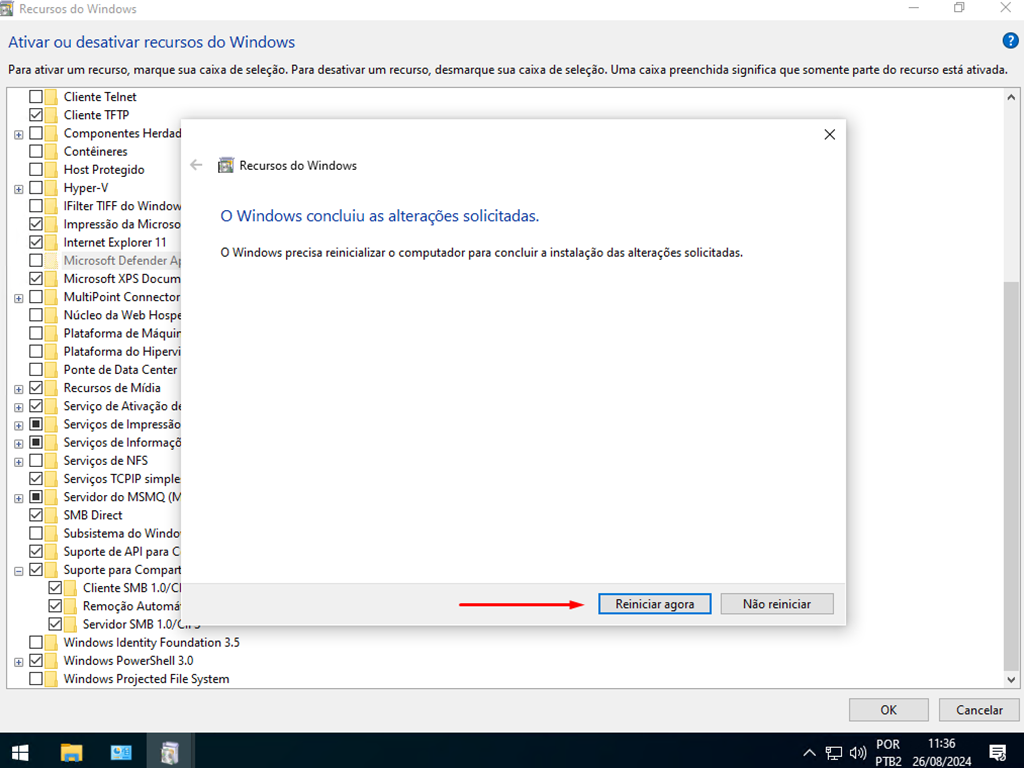 Recursos do Windows
Ativar ou desativar recursos do Windows
Para ativar um recurso, marque sua caixa de seleção. Para desativar um recurso, desmarque sua caixa de seleção. Uma caixa preenchida significa que somente parte do recurso está ativada.
Cliente Telnet
Cliente TFTP
Componentes Herdad
Contêineres
Host Protegido
Hyper-V
IFilter TIFF do Window
Impressão da Microso
Internet Explorer 11
Microsoft Defender Ap
Microsoft XPS Docum
MultiPoint Connector
Núcleo da Web Hospe
Plataforma de Máquin
Plataforma do Hipervi
Ponte de Data Center
Recursos de Mídia
Serviço de Ativação de
Serviços de Impressão
Serviços de Informaçõ
Serviços de NFS
Serviços TCPIP simple
Servidor do MSMQ (M
SMB Direct
Subsistema do Windo
Suporte de API para C
Suporte para Compart
Cliente SMB 1.0/CI
Remoção Automát
Servidor SMB 1.0/CIFS
Windows Identity Foundation 3.5
Windows PowerShell 3.0
Windows Projected File System
Recursos do Windows
O Windows concluiu as alterações solicitadas.
O Windows precisa reinicializar o computador para concluir a instalação das alterações solicitadas.
Reiniciar agora
Não reiniciar
OK
Cancelar
POR
PTB2
11:36
26/08/2024